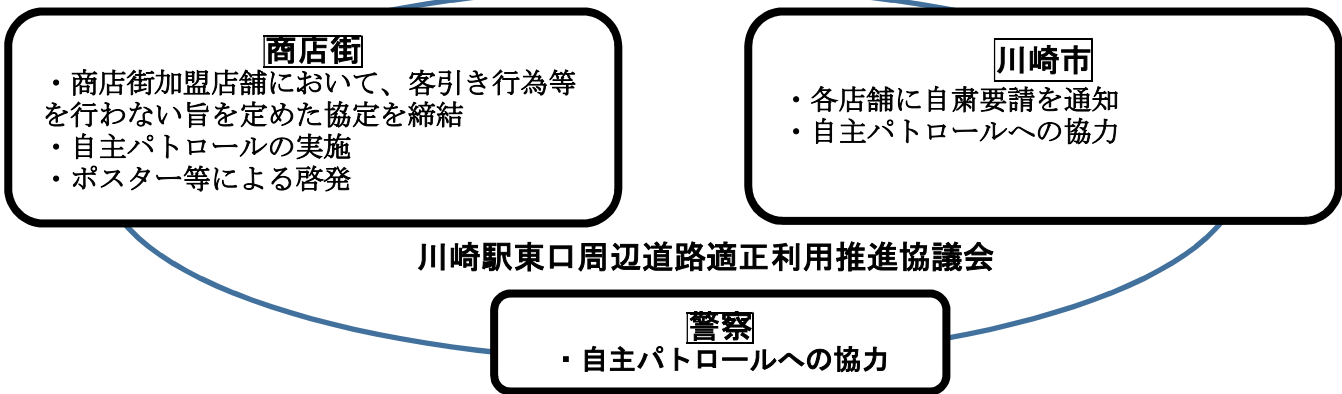 商店街
・商店街加盟店舗において、客引き行為等
を行わない旨を定めた協定を締結
・自主パトロールの実施
・ポスター等による啓発
川崎市
・各店舗に自粛要請を通知
・自主パトロールへの協力
川崎駅東口周辺道路適正利用推進協議会
警察
・自主パトロールへの協力